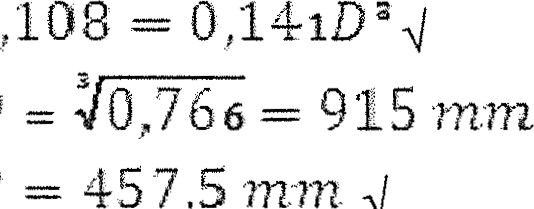 ,108 = 0,141D³ √
= ∛0,766 = 915 mm
= 457.5 mm √